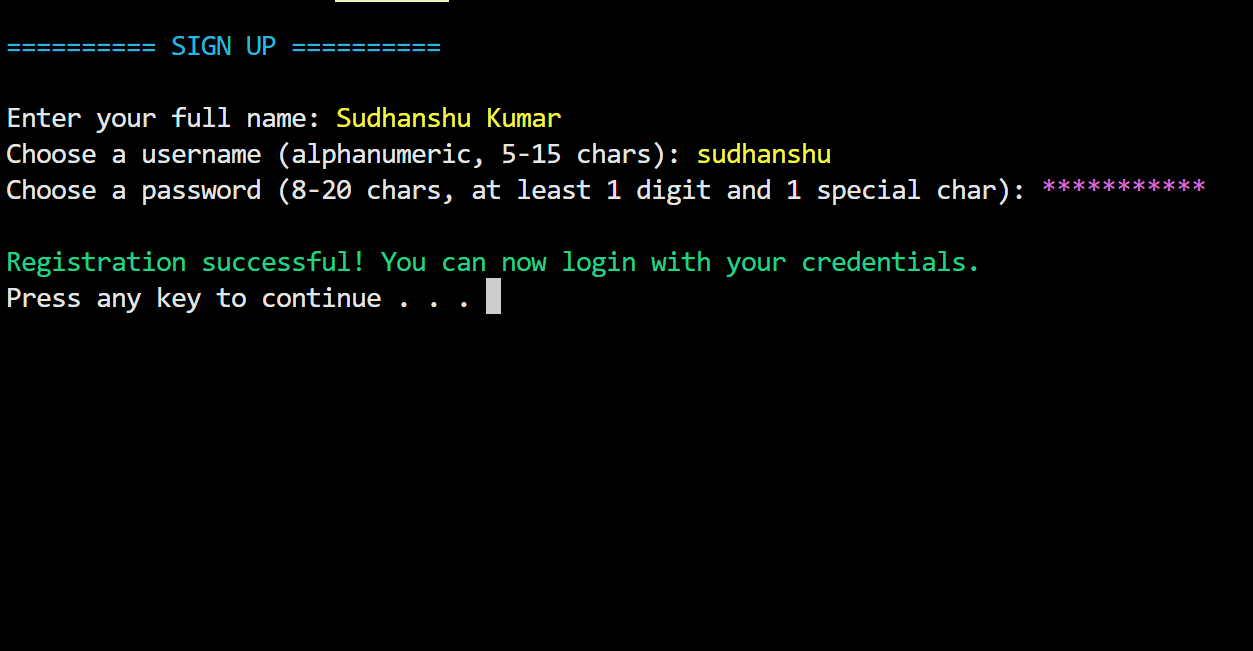 ========== SIGN UP ==========
Enter your full name: Sudhanshu Kumar
Choose a username (alphanumeric, 5-15 chars): sudhanshu
Choose a password (8-20 chars, at least 1 digit and 1 special char): ***********
Registration successful! You can now login with your credentials.
Press any key to continue . . .